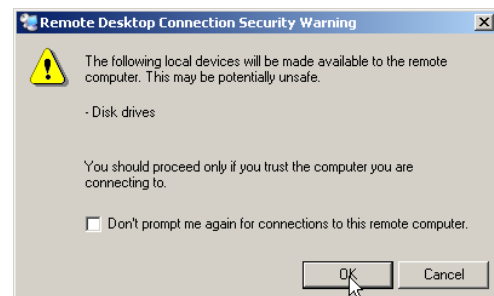 Remote Desktop Connection Security Warning
The following local devices will be made available to the remote
computer. This may be potentially unsafe.
- Disk drives
You should proceed only if you trust the computer you are
connecting to.
Don't prompt me again for connections to this remote computer.
OK Cancel